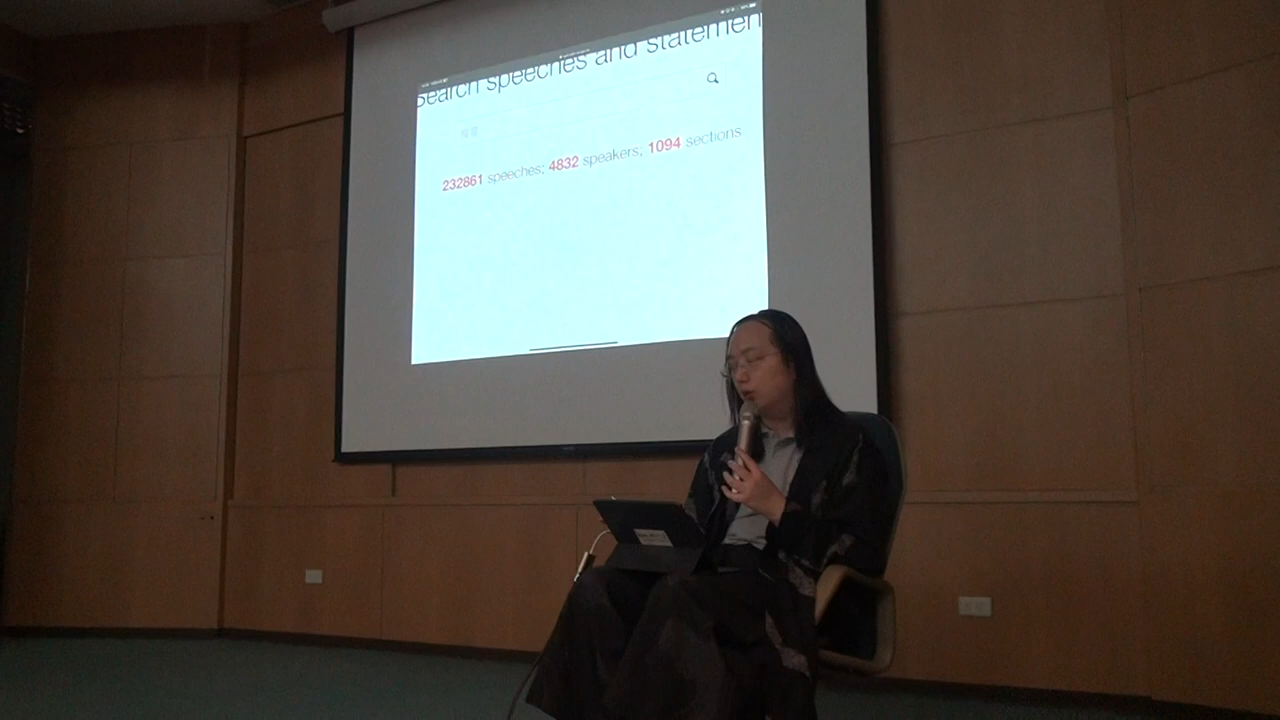 Search speeches and statemen
232861 speeches; 4832 speakers; 1094 sections